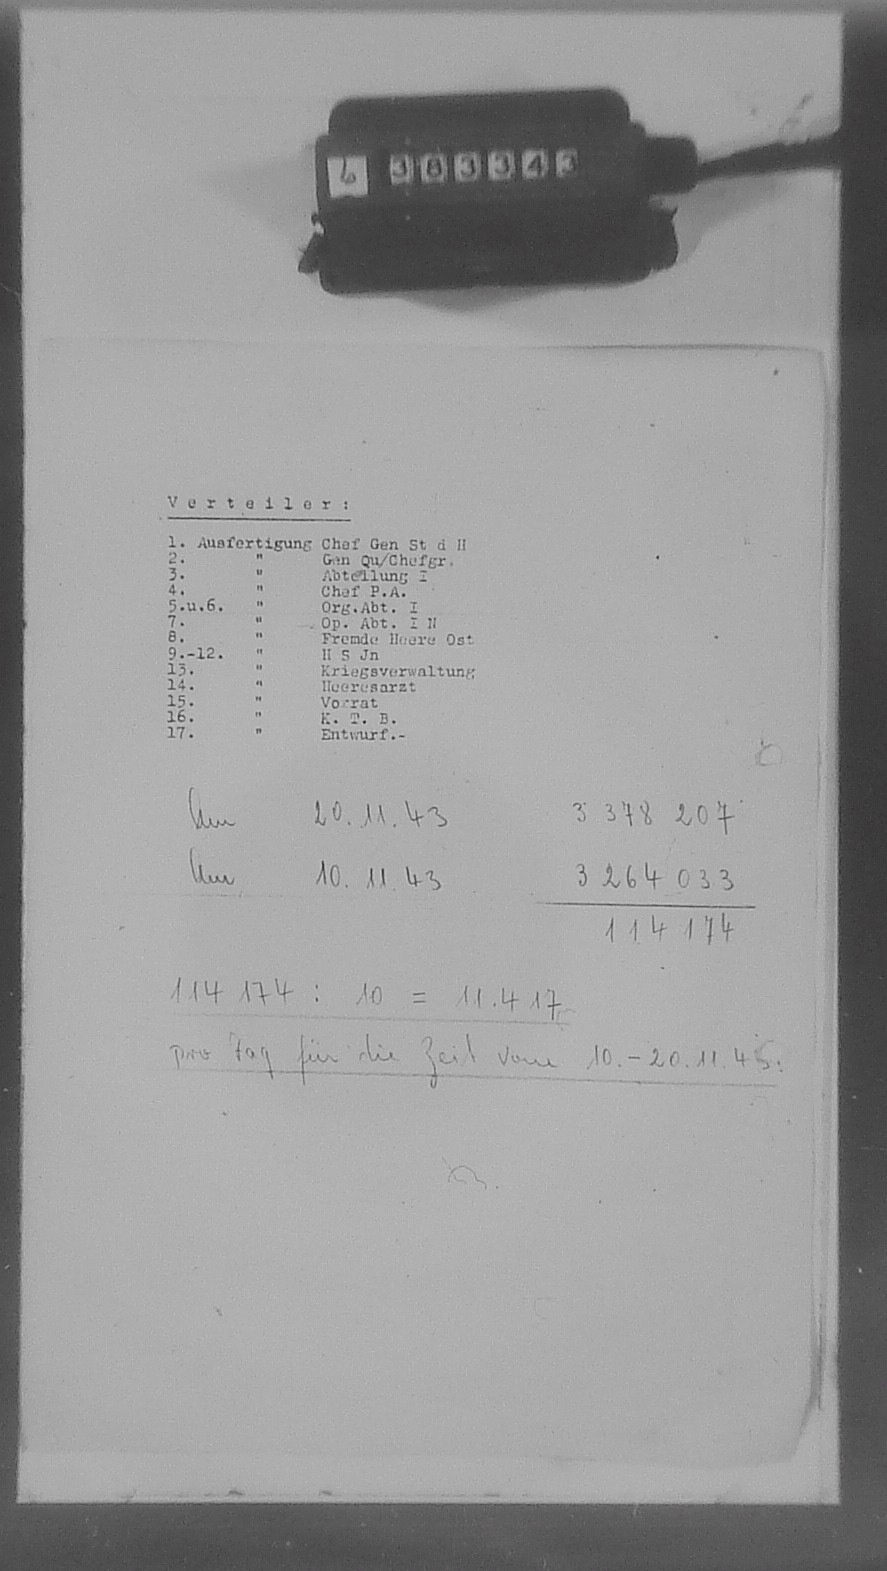 6 383343
Verteiler:
1. Ausfertigung Chef Gen St d H
2. " Gen Qu/Chefgr.
3. " Abteilung I
4. " Chef P.A.
5.u.6. " Org.Abt. I
7. " Op. Abt. I N
8. " Fremde Heere Ost
9.-12. " H S Jn
13. " Kriegsverwaltung
14. " Heeresarzt
15. " Vorrat
16. " K. T. B.
17. " Entwurf.-
20.11.43 3 378 207
10.11.43 3 264 033
114 174
114 174 : 10 = 11.417
pro Tag für die Zeit vom 10.-20.11.43.